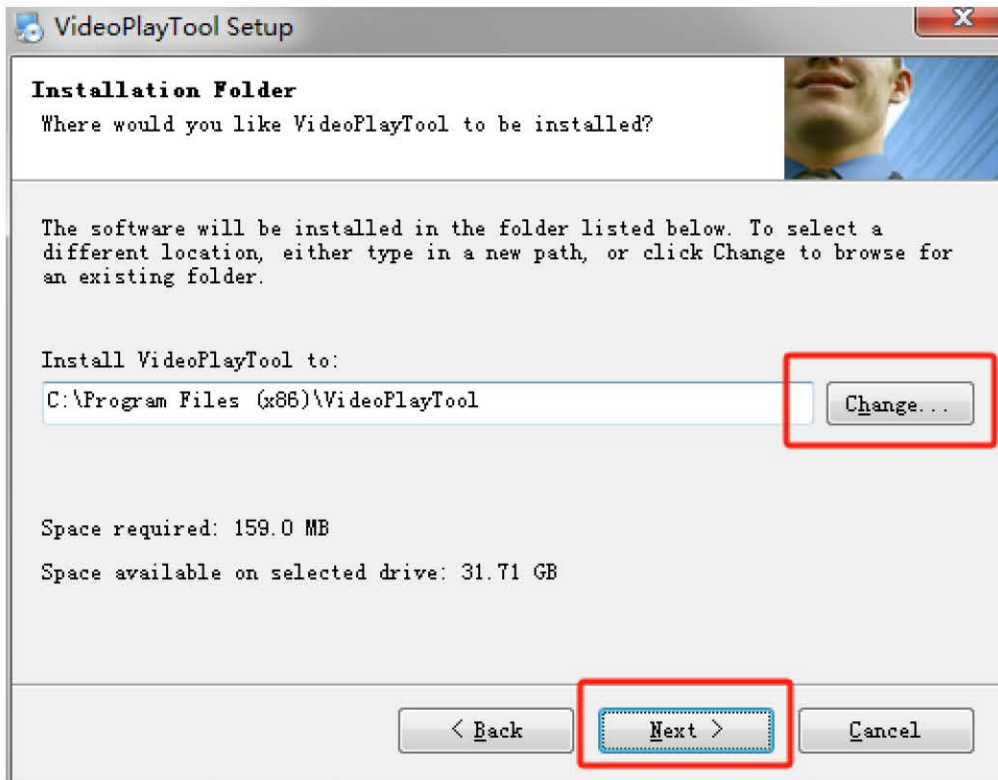 VideoPlayTool Setup
X
Installation Folder
Where would you like VideoPlayTool to be installed?
The software will be installed in the folder listed below. To select a
different location, either type in a new path, or click Change to browse for
an existing folder.
Install VideoPlayTool to:
C:\Program Files (x86)\VideoPlayTool
Change...
Space required: 159.0 MB
Space available on selected drive: 31.71 GB
< Back
Next >
Cancel